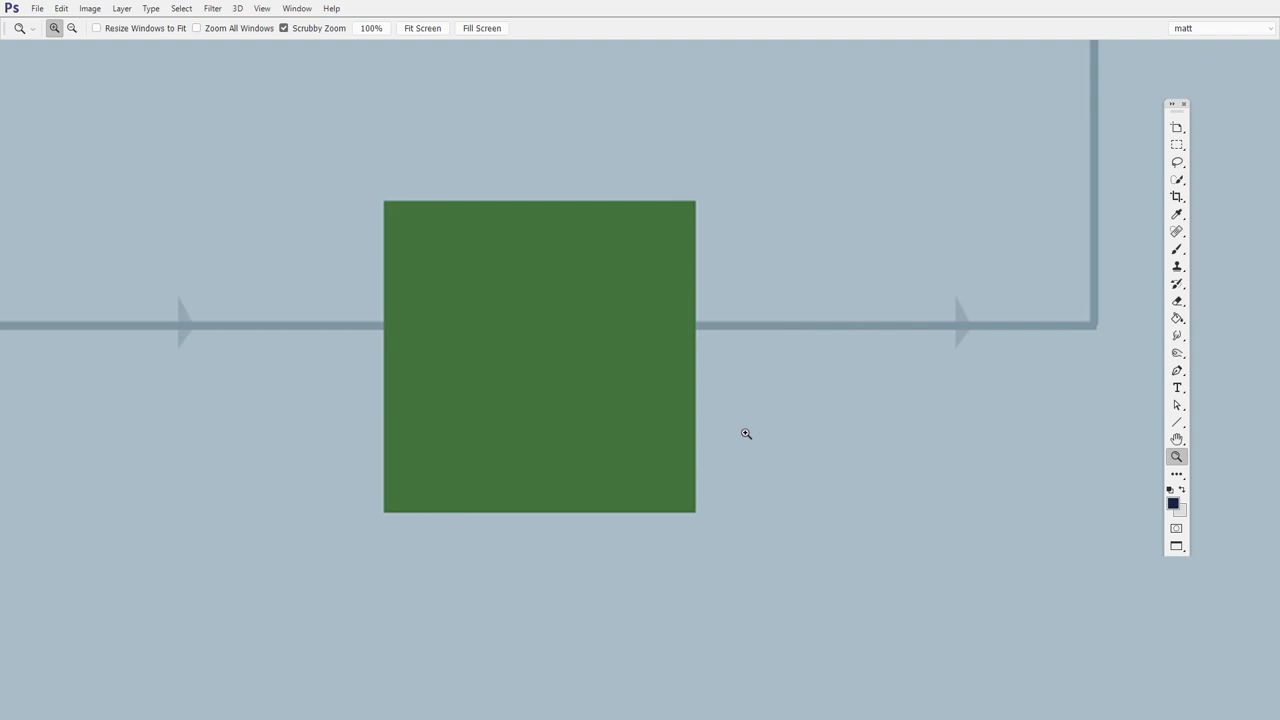 Ps File Edit Image Layer Type Select Filter 3D View Window Help
Resize Windows to Fit Zoom All Windows Scrubby Zoom 100% Fit Screen Fill Screen matt
T